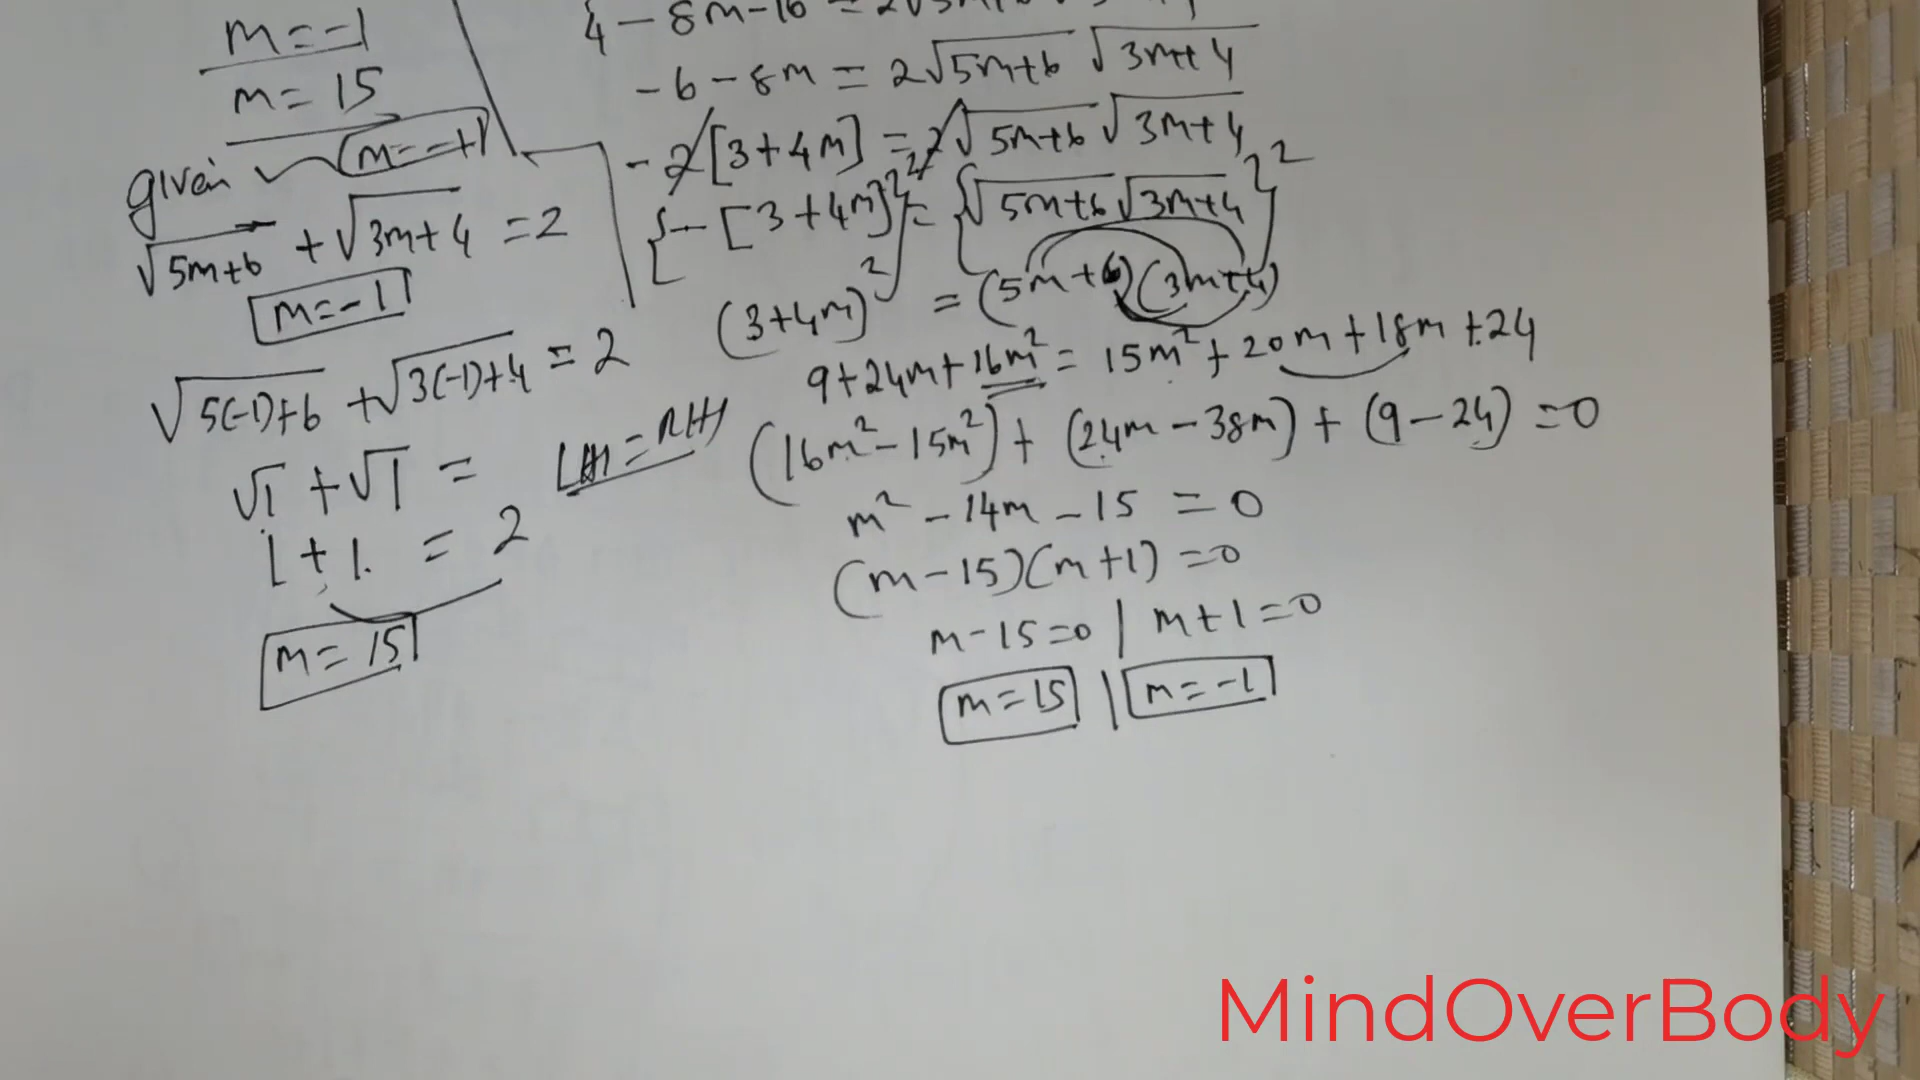 m=-1
m=15
given m=-1
√5m+6 + √3m+4 = 2
m=-1
√5(-1)+6 + √3(-1)+4 = 2
√1 + √1 = LH = RH
1 + 1 = 2
m=15
4 - 8m - 16 =
-6 - 8m = 2√5m+6 √3m+4
-2[3+4m] = 2√5m+6 √3m+4
{-[3+4m]}² = {√5m+6 √3m+4}²
(3+4m)² = (5m+6)(3m+4)
9+24m+16m² = 15m²+20m+18m+24
(16m²-15m²)+(24m-38m)+(9-24)=0
m²-14m-15=0
(m-15)(m+1)=0
m-15=0 | m+1=0
m=15 | m=-1
MindOverBody